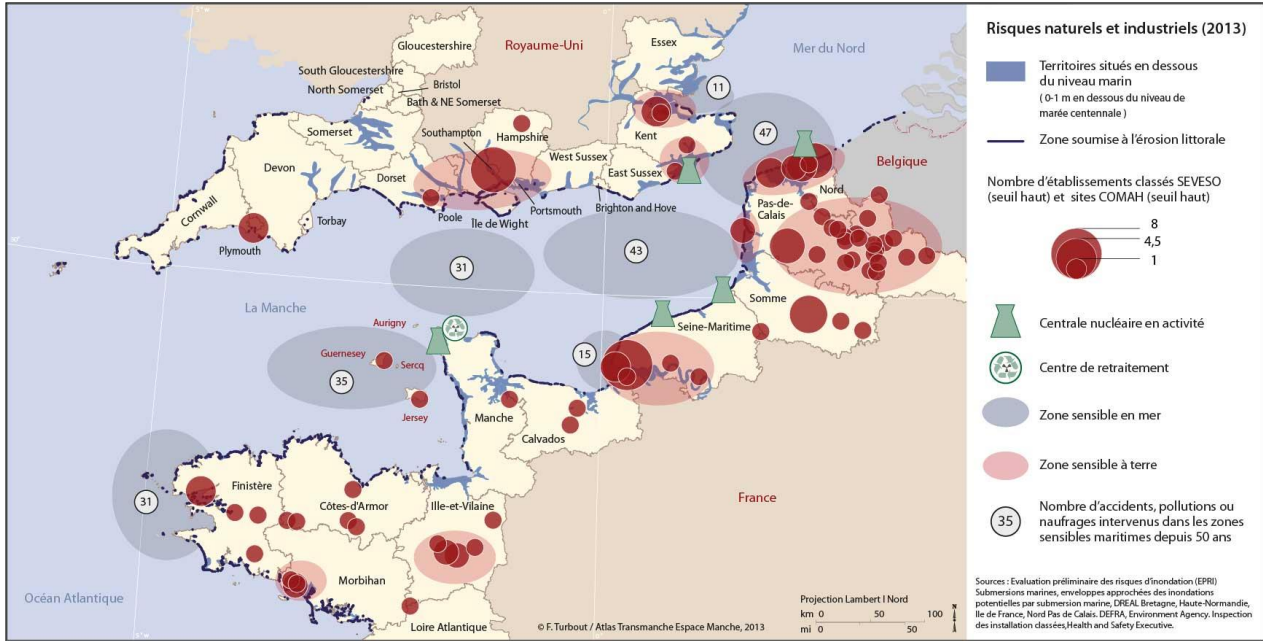 Gloucestershire
Royaume-Uni
Essex
Mer du Nord
South Gloucestershire
North Somerset
Bristol
Bath & NE Somerset
11
Somerset
Southampton
Hampshire
Kent
47
Devon
Dorset
West Sussex
East Sussex
Belgique
Nord
Cornwall
Pas-de-
Calais
Poole
Portsmouth
Brighton and Hove
Torbay
Île de Wight
Plymouth
50°
31
43
Somme
La Manche
Aurigny
Seine-Maritime
Guernesey
Sercq
15
35
Jersey
Manche
Calvados
31
Finistère
Côtes-d'Armor
Ille-et-Vilaine
France
Morbihan
Océan Atlantique
Loire Atlantique
Projection Lambert I Nord
km 0 50 100
mi 0 50
© F. Turbout / Atlas Transmanche Espace Manche, 2013
Risques naturels et industriels (2013)
Territoires situés en dessous
du niveau marin
( 0-1 m en dessous du niveau de
marée centennale )
Zone soumise à l'érosion littorale
Nombre d'établissements classés SEVESO
(seuil haut) et sites COMAH (seuil haut)
8
4,5
1
Centrale nucléaire en activité
Centre de retraitement
Zone sensible en mer
Zone sensible à terre
35
Nombre d'accidents, pollutions ou
naufrages intervenus dans les zones
sensibles maritimes depuis 50 ans
Sources : Evaluation préliminaire des risques d'inondation (EPRI)
Submersions marines, enveloppes approchées des inondations
potentielles par submersion marine, DREAL Bretagne, Haute-Normandie,
Ile de France, Nord Pas de Calais. DEFRA, Environment Agency. Inspection
des installation classées,Health and Safety Executive.